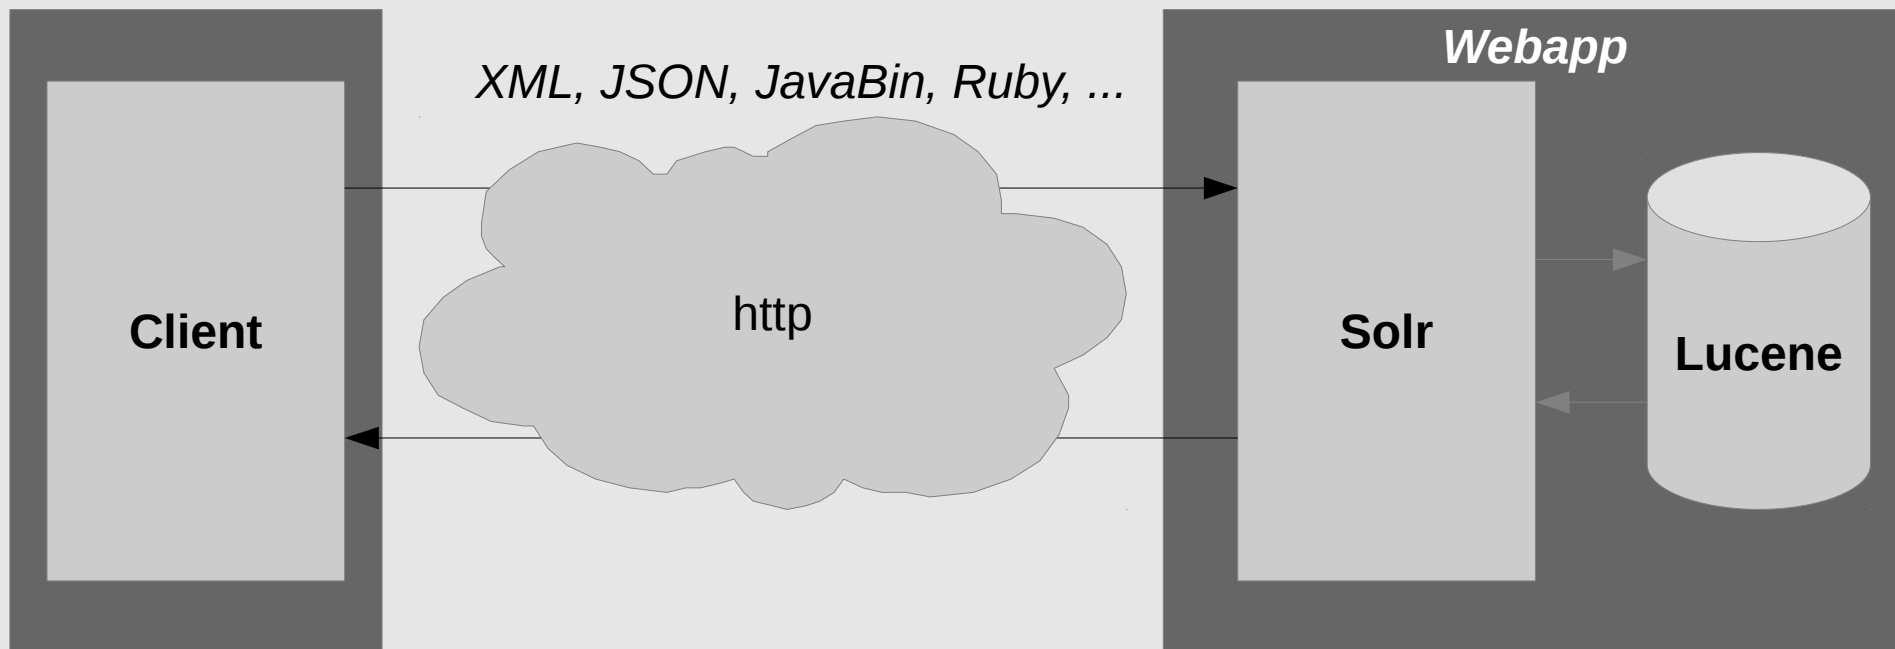 Webapp
XML, JSON, JavaBin, Ruby, ...
http
Client
Solr
Lucene